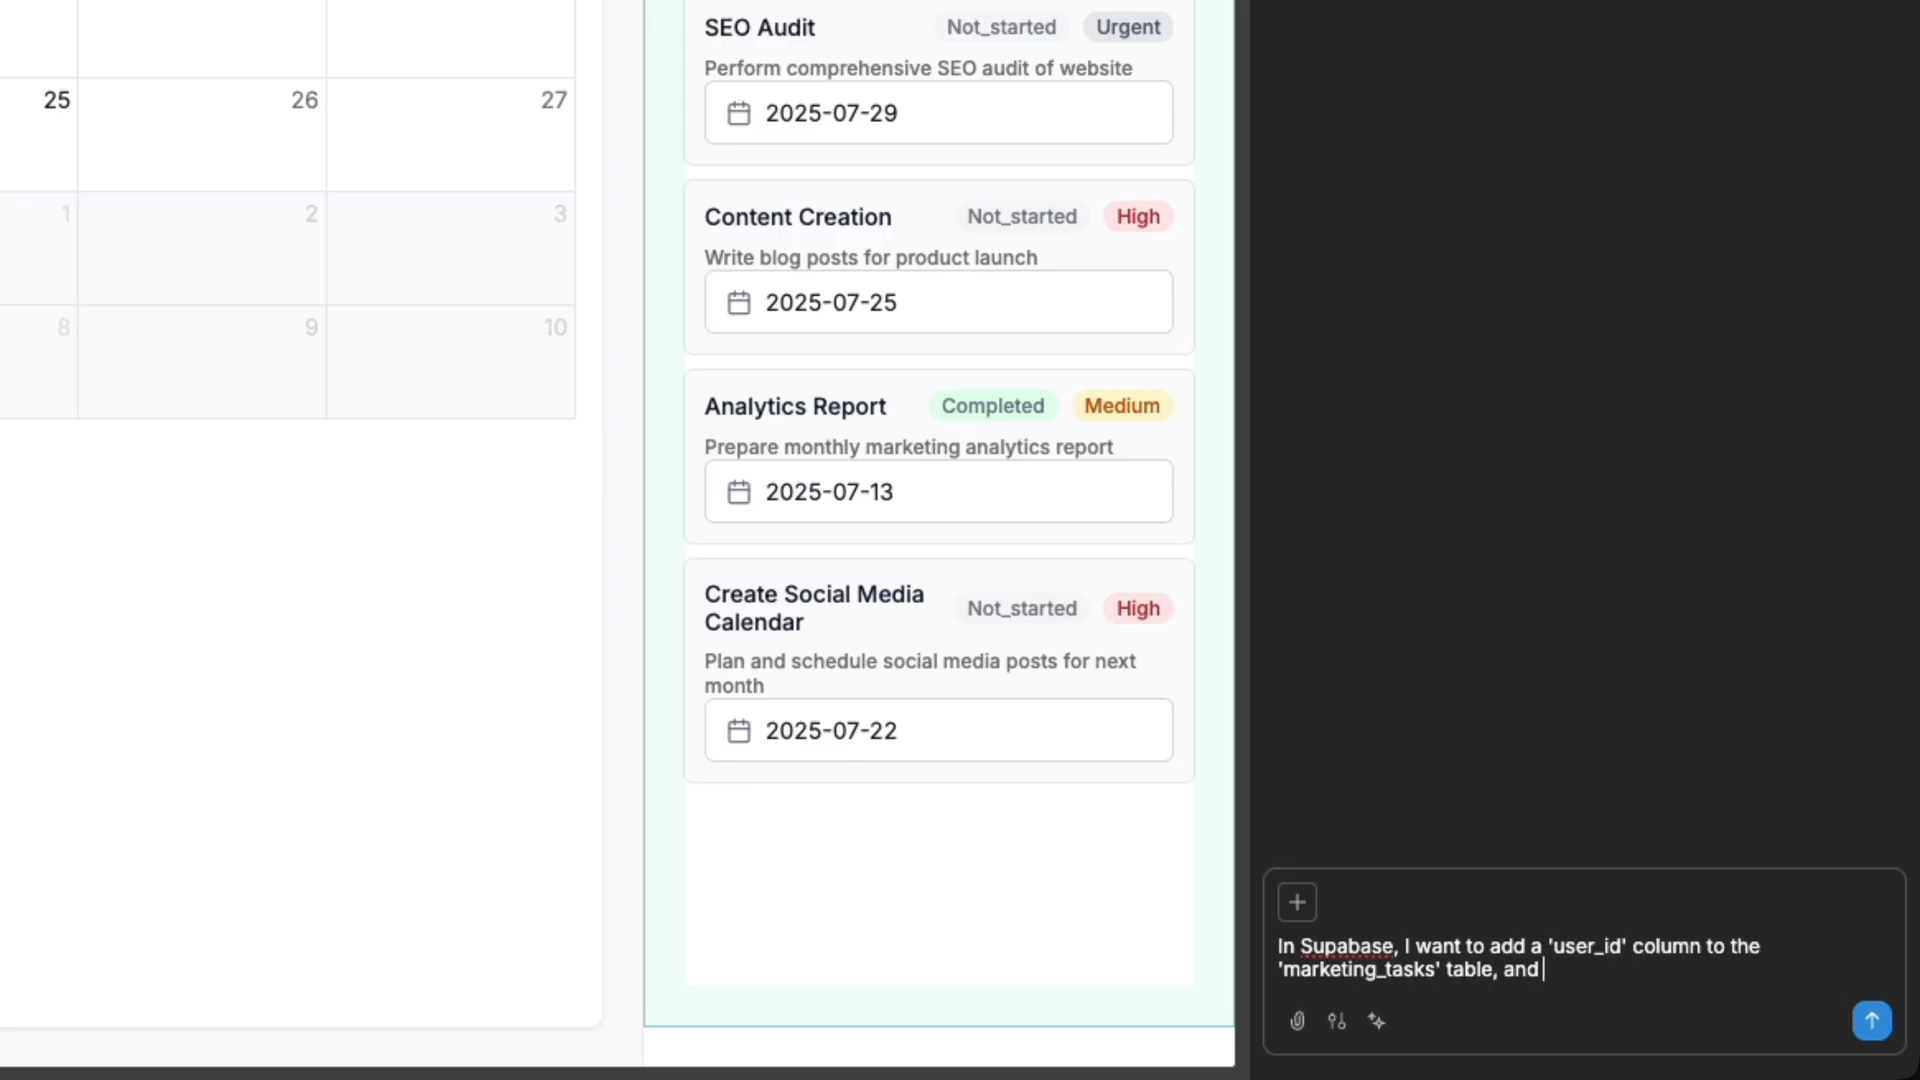 25 26 27
1 2 3
8 9 10
SEO Audit Not_started Urgent
Perform comprehensive SEO audit of website
2025-07-29
Content Creation Not_started High
Write blog posts for product launch
2025-07-25
Analytics Report Completed Medium
Prepare monthly marketing analytics report
2025-07-13
Create Social Media
Calendar
Not_started High
Plan and schedule social media posts for next
month
2025-07-22
In Supabase, I want to add a 'user_id' column to the
'marketing_tasks' table, and